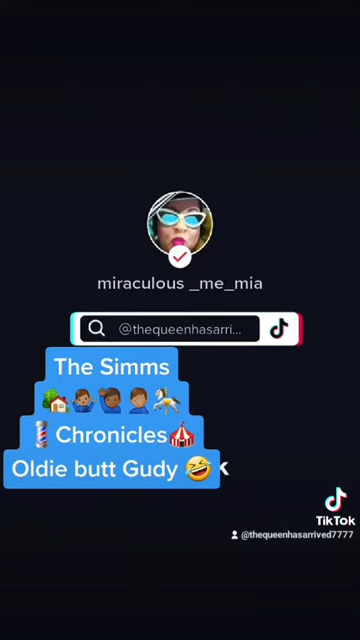 miraculous _me_mia
@thequeenhasarri...
The Simms
Chronicles
Oldie butt Gudy
k
TikTok
@thequeenhasarrived7777